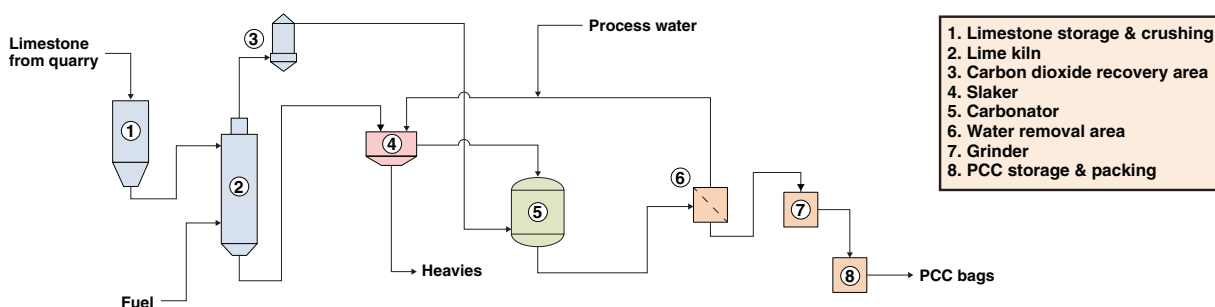 Limestone
from quarry
Process water
1
2
3
4
5
6
7
8
Heavies
Fuel
PCC bags
1. Limestone storage & crushing
2. Lime kiln
3. Carbon dioxide recovery area
4. Slaker
5. Carbonator
6. Water removal area
7. Grinder
8. PCC storage & packing